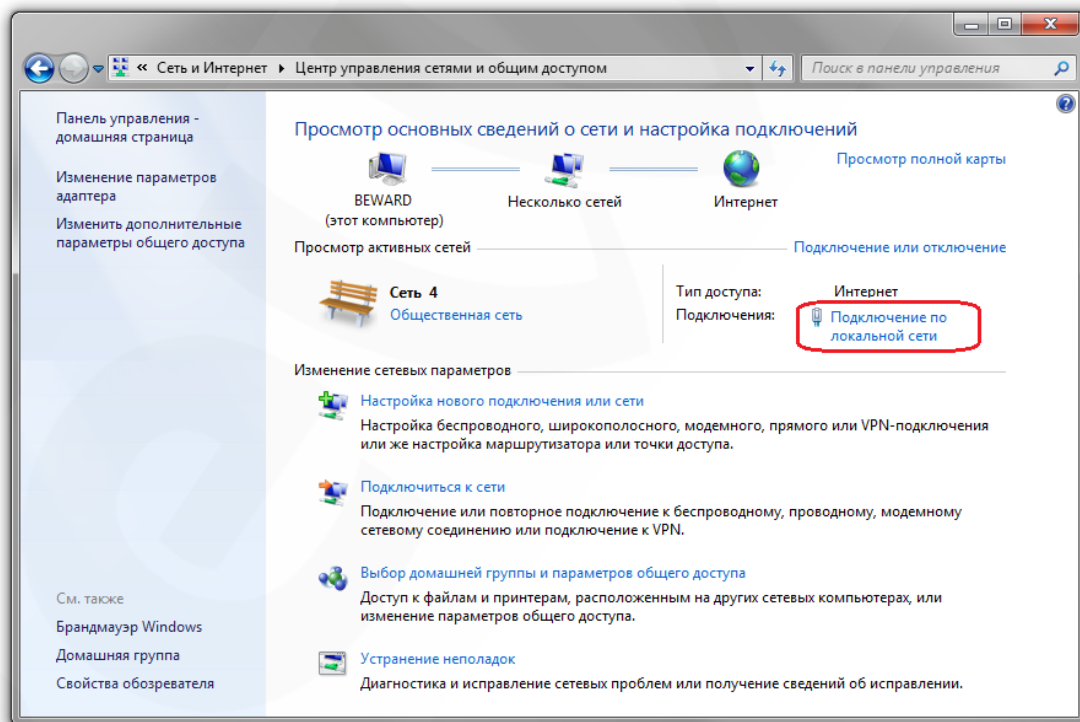 « Сеть и Интернет ▸ Центр управления сетями и общим доступом
Поиск в панели управления
Панель управления -
домашняя страница
Изменение параметров
адаптера
Изменить дополнительные
параметры общего доступа
Просмотр основных сведений о сети и настройка подключений
Просмотр полной карты
BEWARD
(этот компьютер)
Несколько сетей
Интернет
Просмотр активных сетей
Подключение или отключение
Сеть 4
Общественная сеть
Тип доступа: Интернет
Подключения: Подключение по
локальной сети
Изменение сетевых параметров
Настройка нового подключения или сети
Настройка беспроводного, широкополосного, модемного, прямого или VPN-подключения
или же настройка маршрутизатора или точки доступа.
Подключиться к сети
Подключение или повторное подключение к беспроводному, проводному, модемному
сетевому соединению или подключение к VPN.
Выбор домашней группы и параметров общего доступа
Доступ к файлам и принтерам, расположенным на других сетевых компьютерах, или
изменение параметров общего доступа.
Устранение неполадок
Диагностика и исправление сетевых проблем или получение сведений об исправлении.
См. также
Брандмауэр Windows
Домашняя группа
Свойства обозревателя